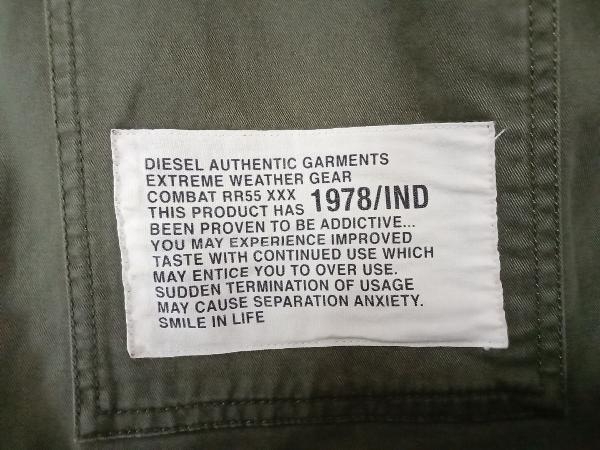 DIESEL AUTHENTIC GARMENTS
EXTREME WEATHER GEAR
COMBAT RR55 XXX
THIS PRODUCT HAS 1978/IND
BEEN PROVEN TO BE ADDICTIVE...
YOU MAY EXPERIENCE IMPROVED
TASTE WITH CONTINUED USE WHICH
MAY ENTICE YOU TO OVER USE.
SUDDEN TERMINATION OF USAGE
MAY CAUSE SEPARATION ANXIETY.
SMILE IN LIFE